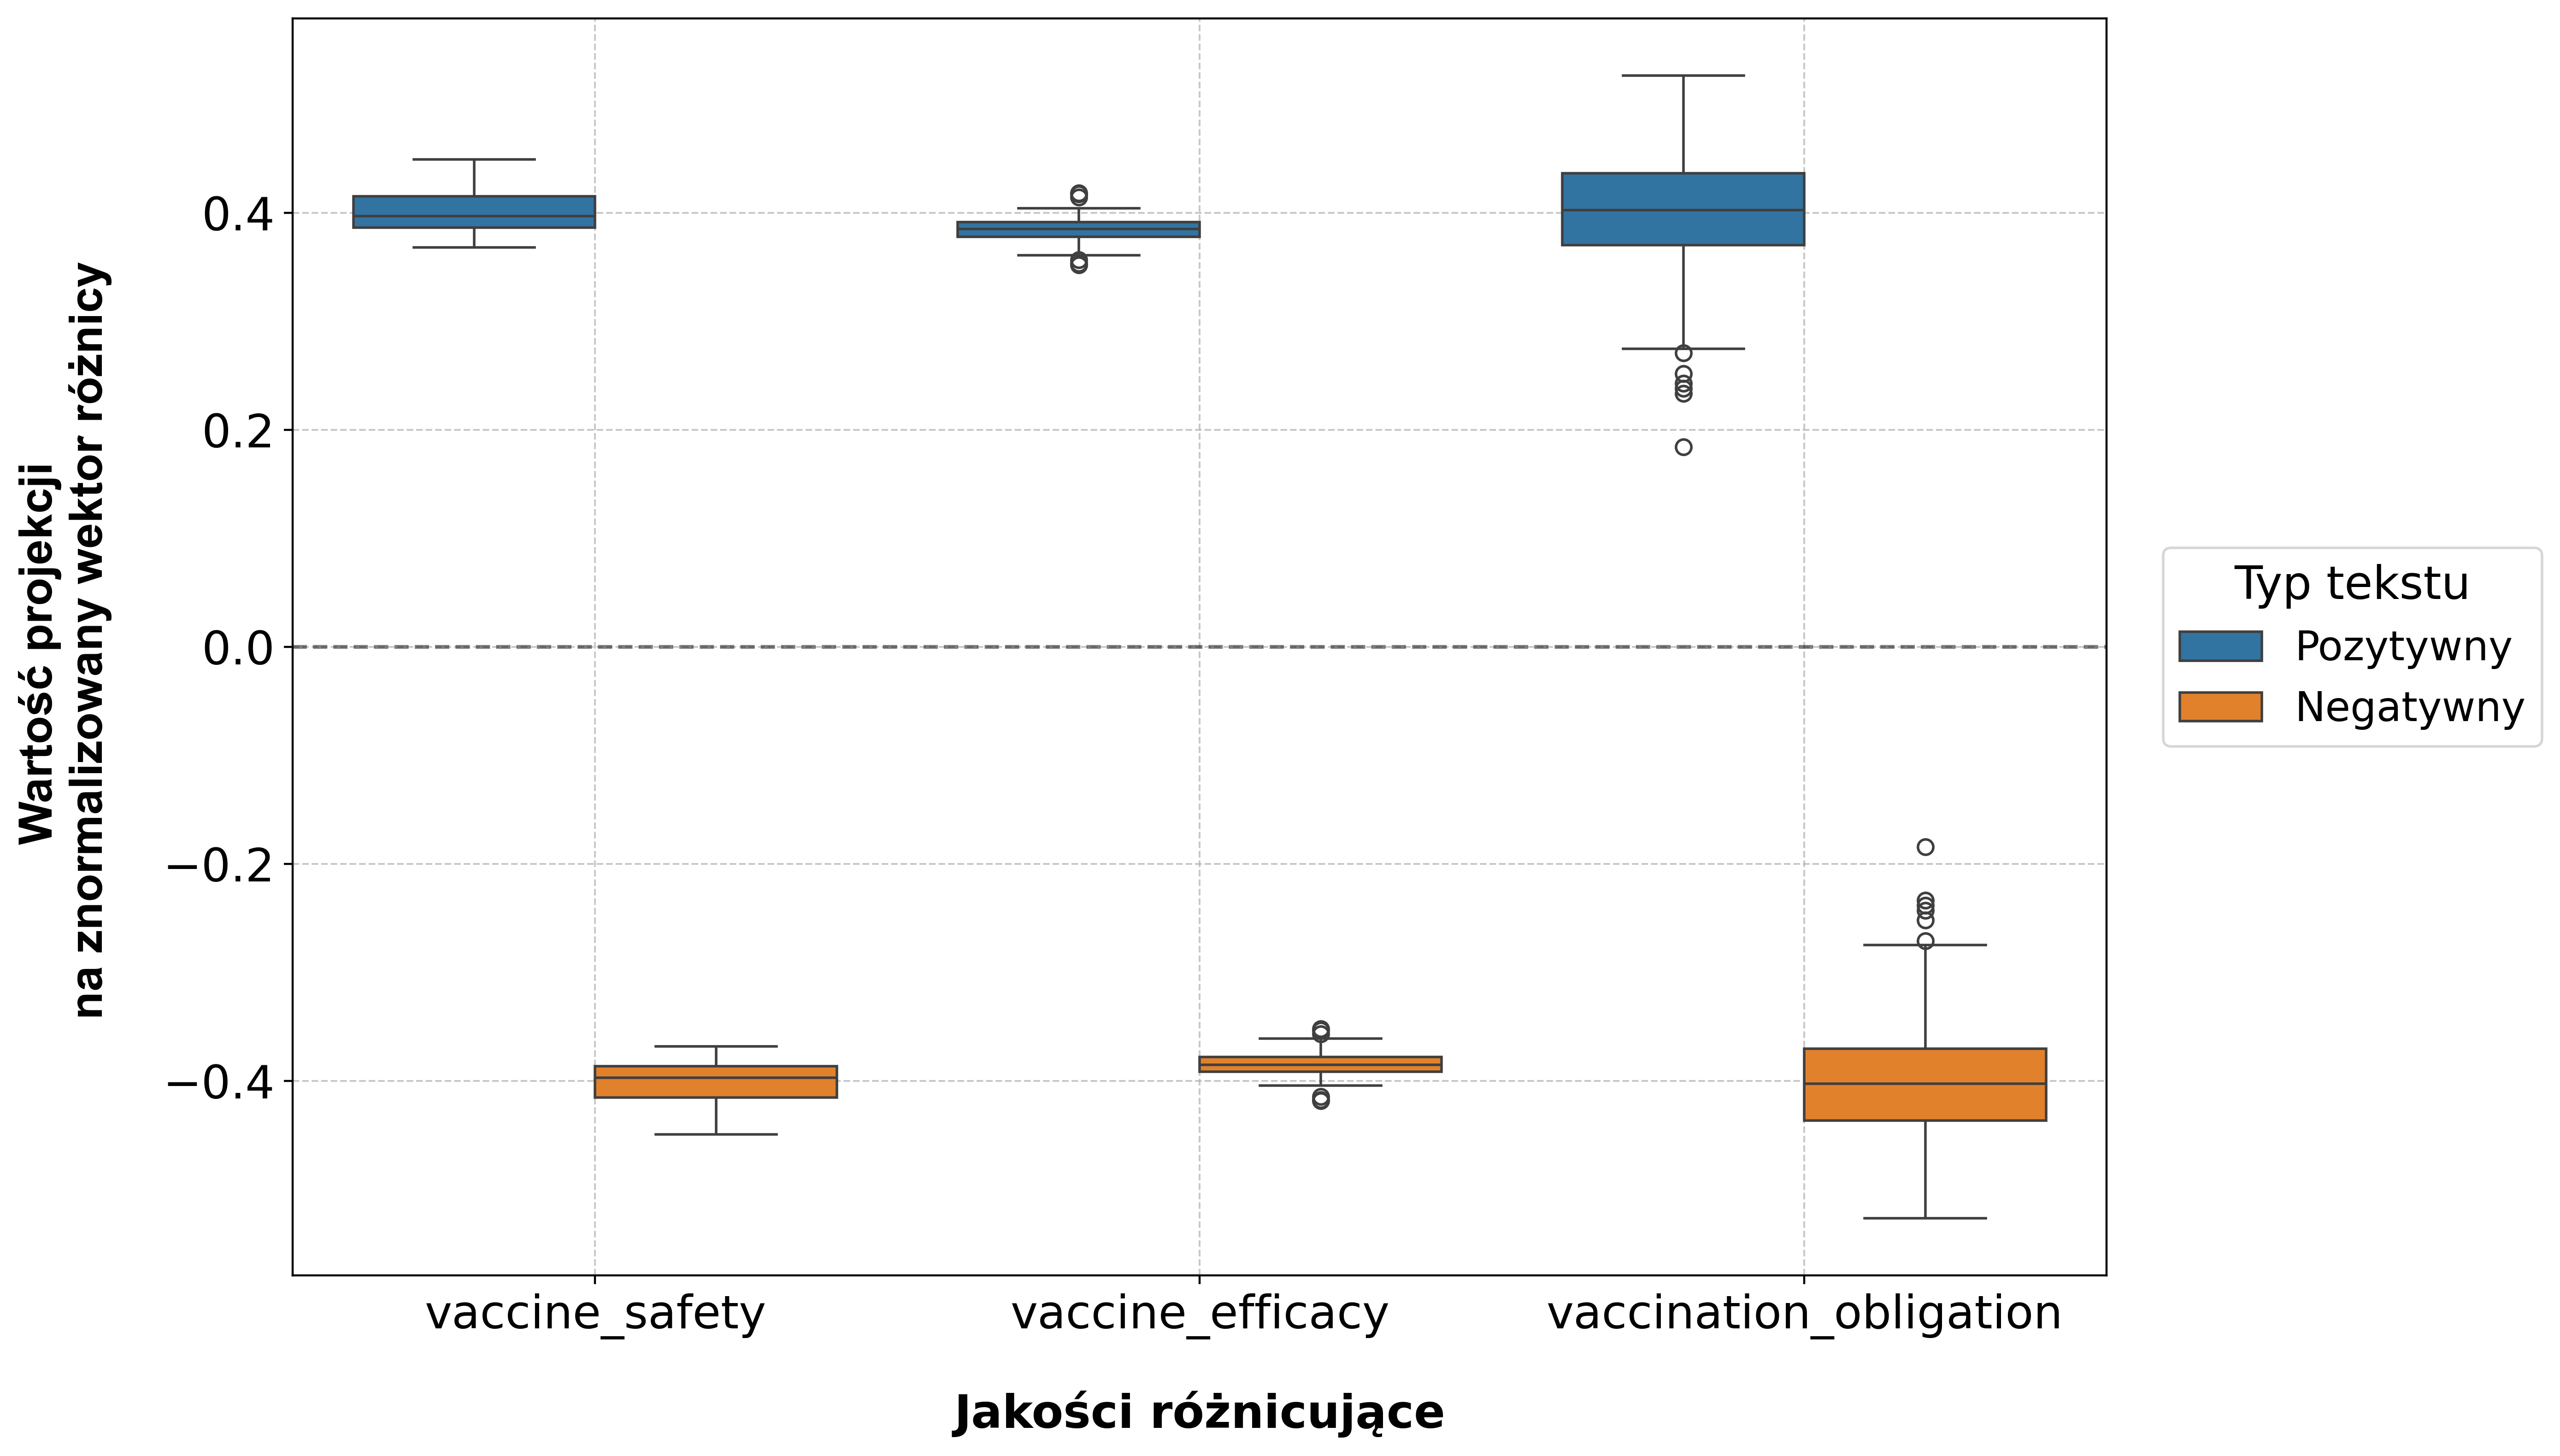 Wartość projekcji
na znormalizowany wektor różnicy
0.4
0.2
0.0
−0.2
−0.4
vaccine_safety
vaccine_efficacy
vaccination_obligation
Jakości różnicujące
Typ tekstu
Pozytywny
Negatywny